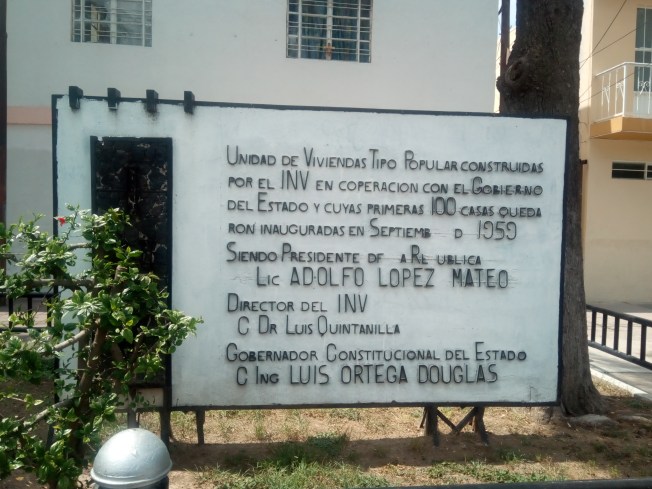 UNIDAD DE VIVIENDAS TIPO POPULAR CONSTRUIDAS
POR EL INV EN COPERACION CON EL GOBIERNO
DEL ESTADO Y CUYAS PRIMERAS 100 CASAS QUEDA
RON INAUGURADAS EN SEPTIEMB D 1959
SIENDO PRESIDENTE DE A RE UBLICA
LIC ADOLFO LOPEZ MATEO
DIRECTOR DEL INV
C DR LUIS QUINTANILLA
GOBERNADOR CONSTITUCIONAL DEL ESTADO
C ING LUIS ORTEGA DOUGLAS